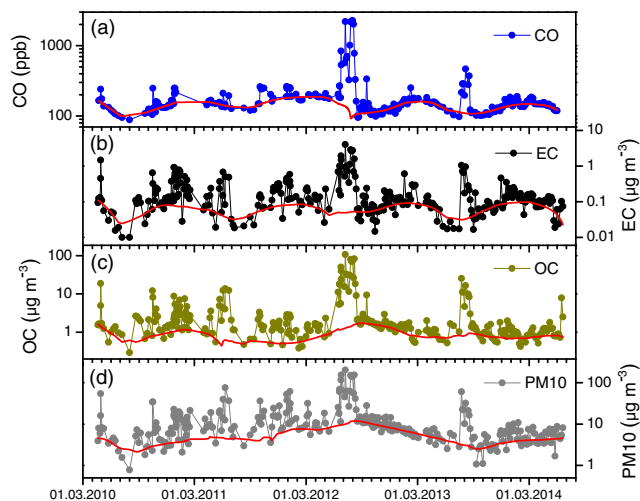 (a)
CO
1000
100
CO (ppb)
(b)
EC
10
1
0.1
0.01
EC (µg m⁻³)
(c)
OC
100
10
1
OC (µg m⁻³)
(d)
PM10
100
10
1
PM10 (µg m⁻³)
01.03.2010 01.03.2011 01.03.2012 01.03.2013 01.03.2014